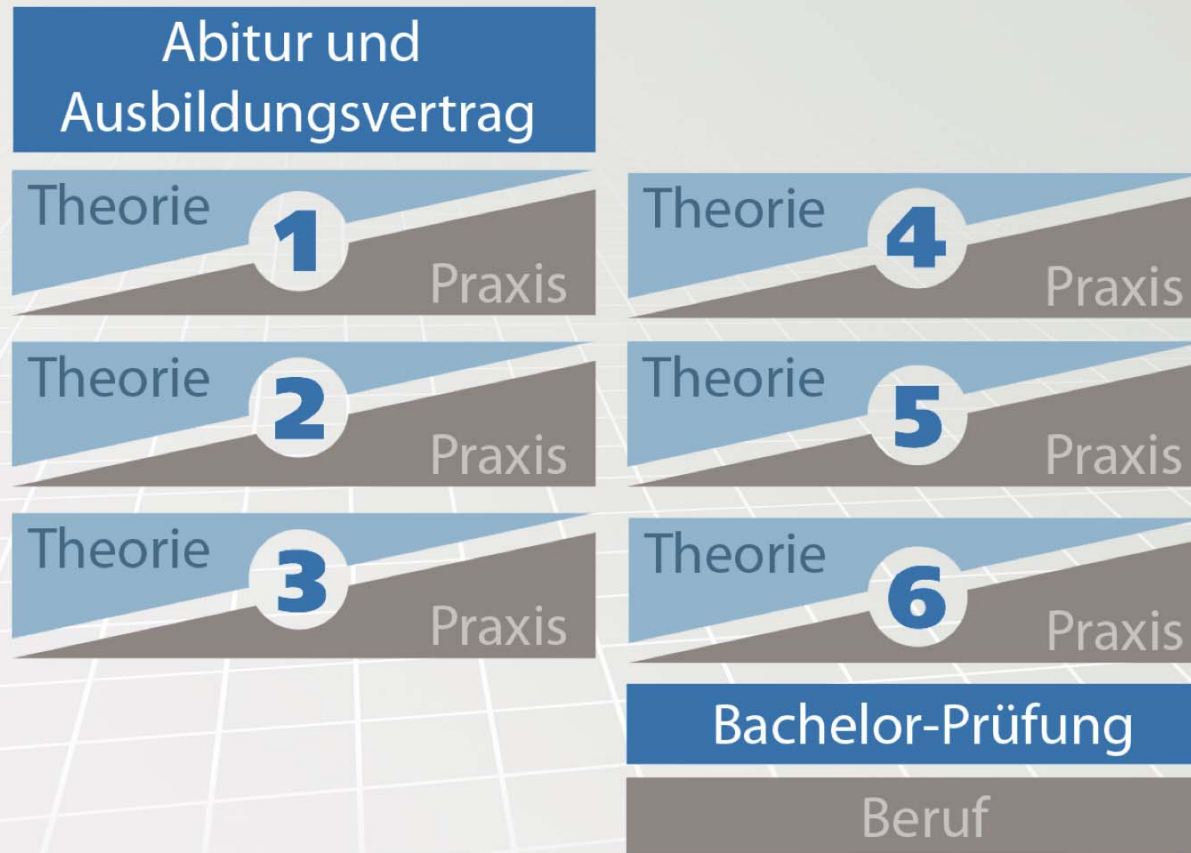 Abitur und
Ausbildungsvertrag
Theorie
1
Praxis
Theorie
2
Praxis
Theorie
3
Praxis
Theorie
4
Praxis
Theorie
5
Praxis
Theorie
6
Praxis
Bachelor-Prüfung
Beruf